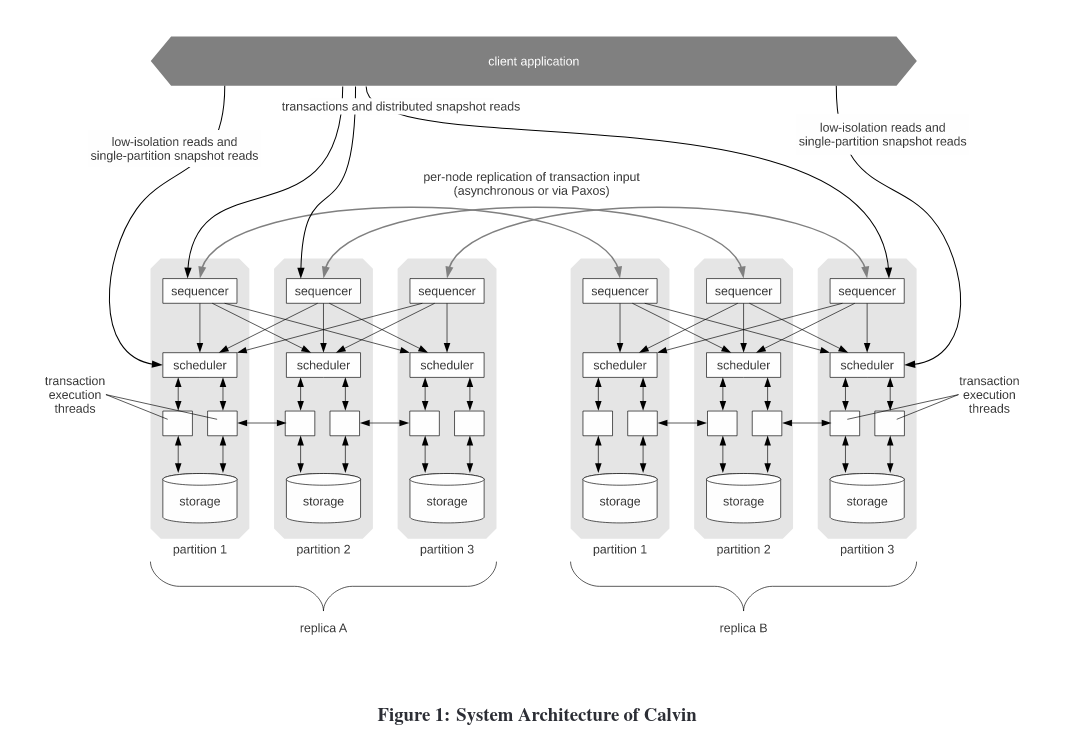 client application
transactions and distributed snapshot reads
low-isolation reads and
single-partition snapshot reads
low-isolation reads and
single-partition snapshot reads
per-node replication of transaction input
(asynchronous or via Paxos)
sequencer
sequencer
sequencer
sequencer
sequencer
sequencer
scheduler
scheduler
scheduler
scheduler
scheduler
scheduler
transaction
execution
threads
transaction
execution
threads
storage
storage
storage
storage
storage
storage
partition 1
partition 2
partition 3
partition 1
partition 2
partition 3
replica A
replica B
Figure 1: System Architecture of Calvin